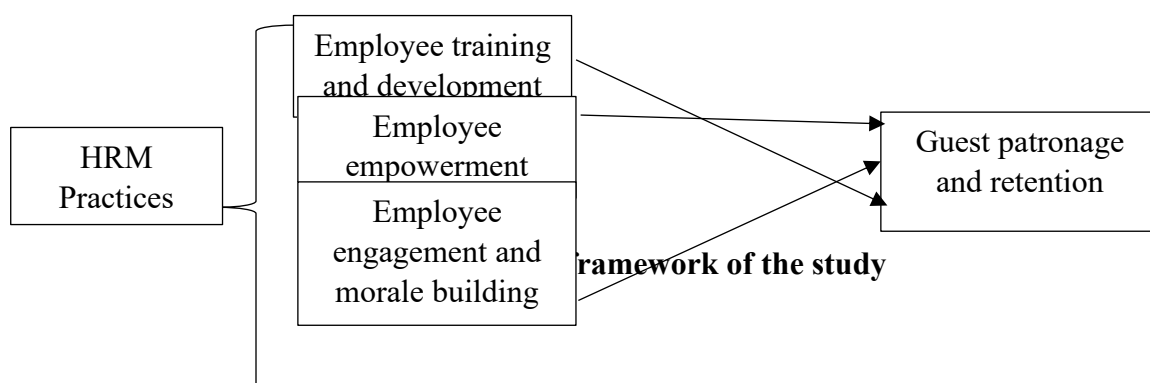 HRM
Practices
Employee training
and development
Employee
empowerment
Employee
engagement and
morale building
framework of the study
Guest patronage
and retention